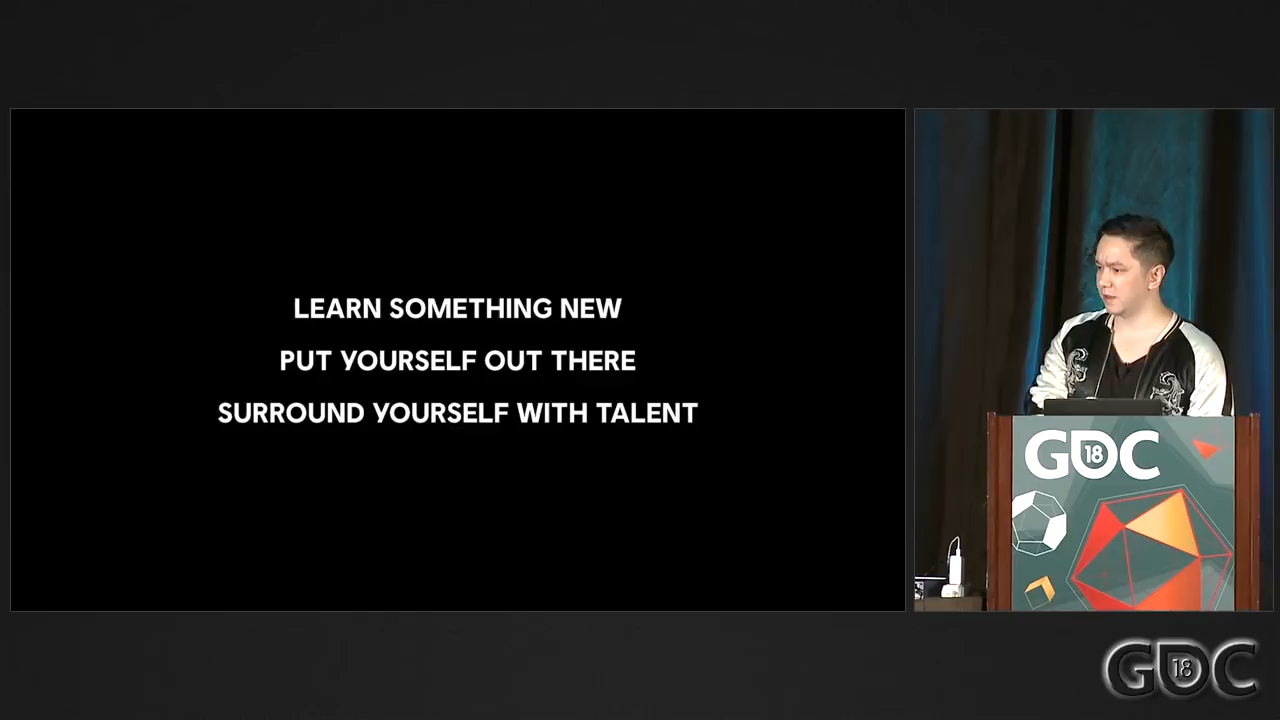 LEARN SOMETHING NEW
PUT YOURSELF OUT THERE
SURROUND YOURSELF WITH TALENT
GDC
18
GDC
18